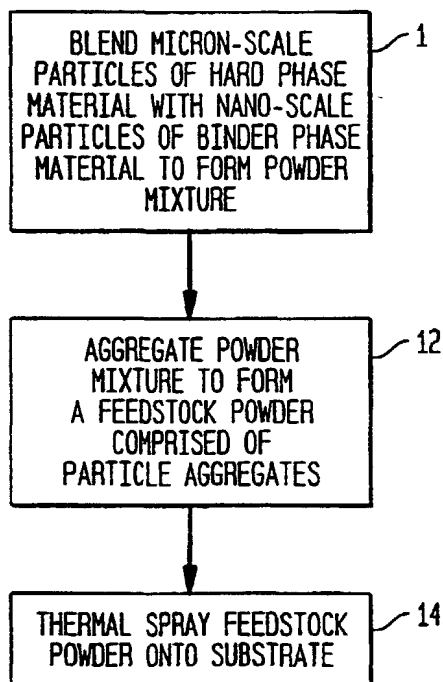 BLEND MICRON-SCALE
PARTICLES OF HARD PHASE
MATERIAL WITH NANO-SCALE
PARTICLES OF BINDER PHASE
MATERIAL TO FORM POWDER
MIXTURE
1
AGGREGATE POWDER
MIXTURE TO FORM
A FEEDSTOCK POWDER
COMPRISED OF
PARTICLE AGGREGATES
12
THERMAL SPRAY FEEDSTOCK
POWDER ONTO SUBSTRATE
14